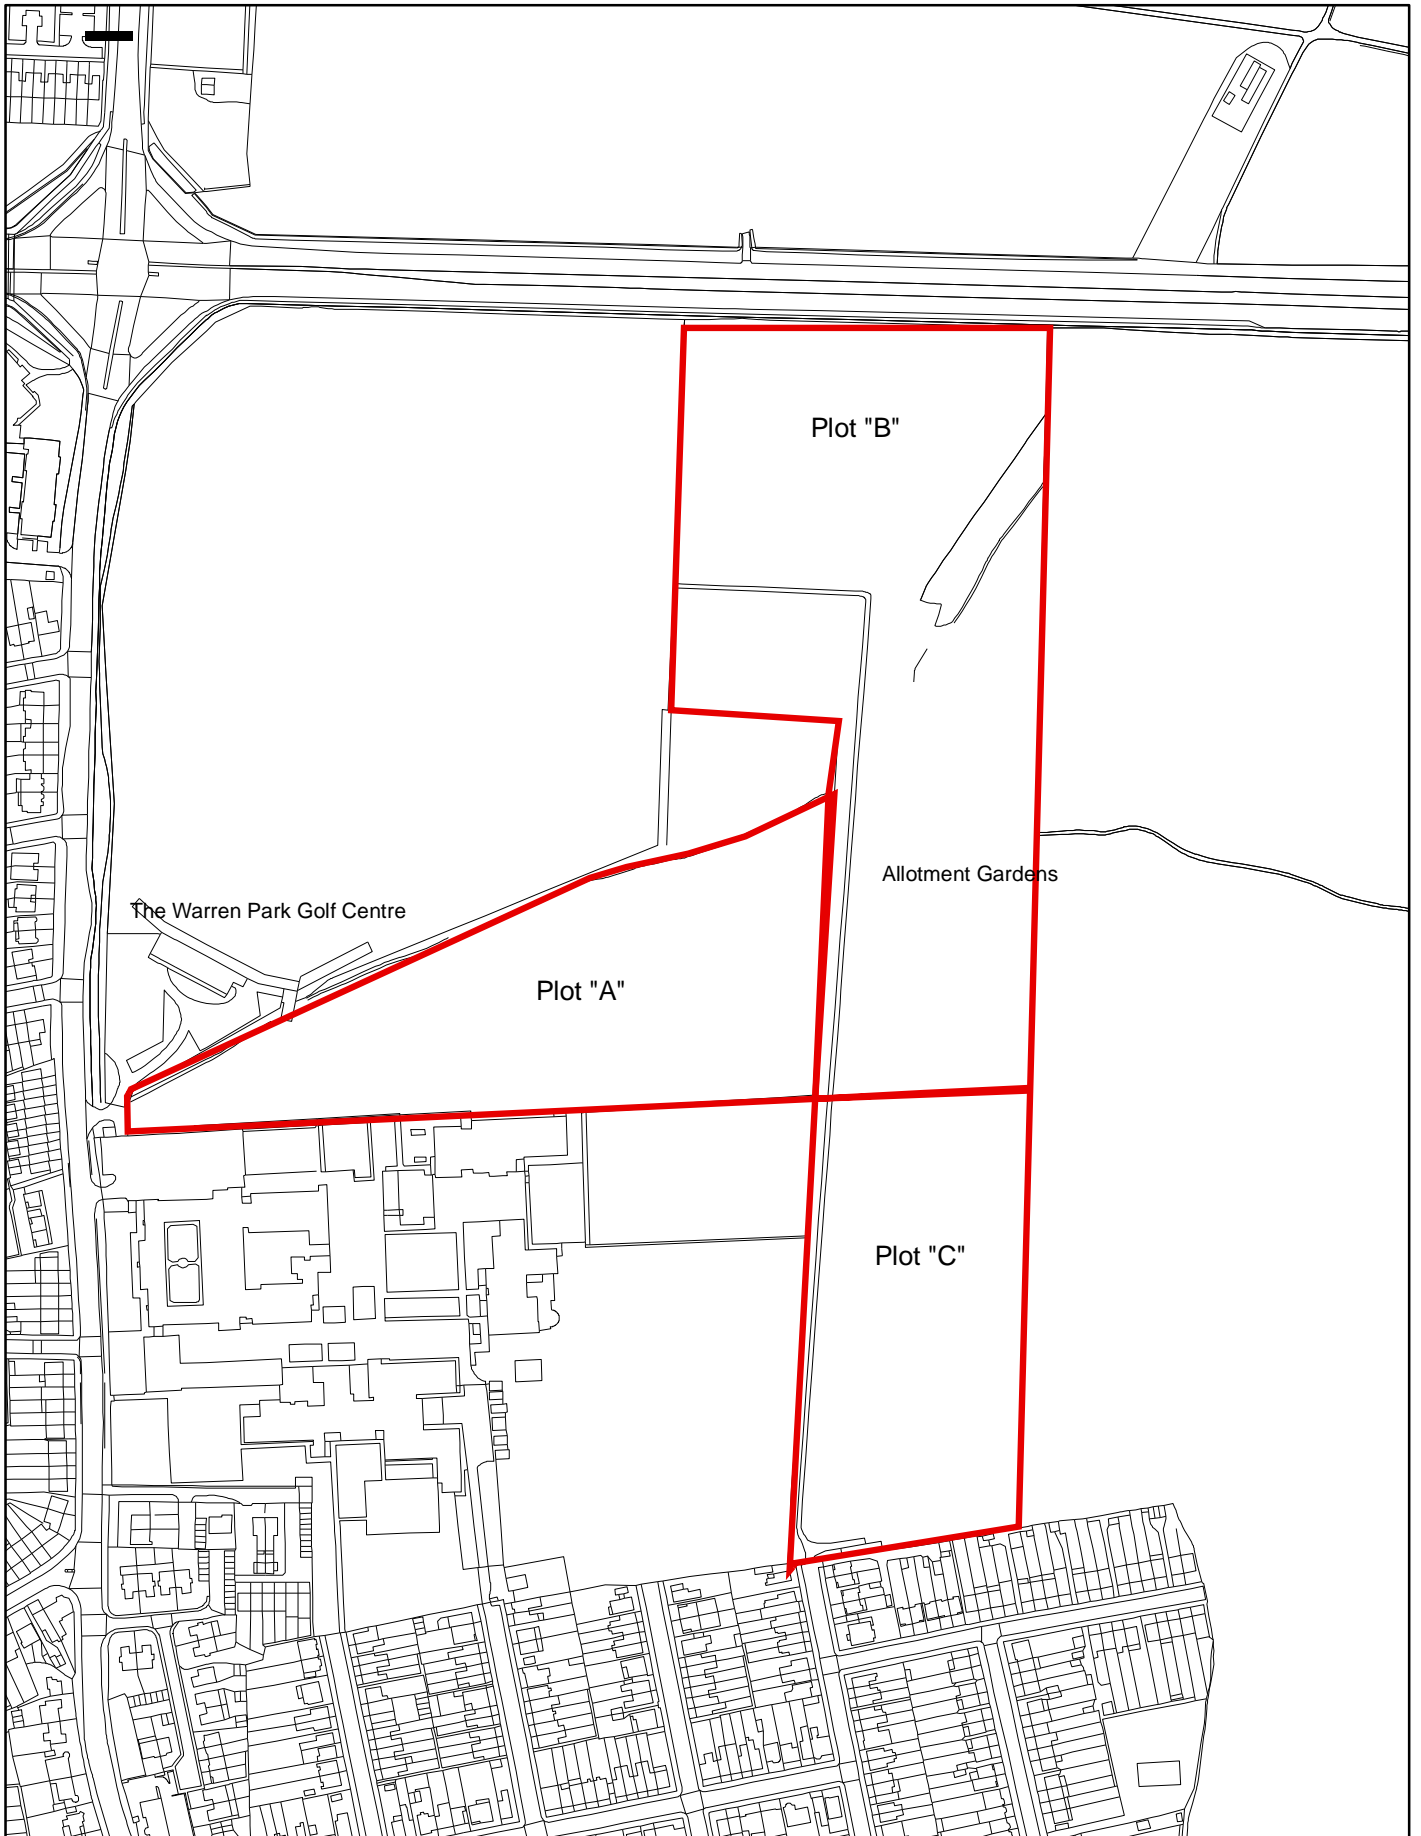 Plot "B"
Allotment Gardens
The Warren Park Golf Centre
Plot "A"
Plot "C"